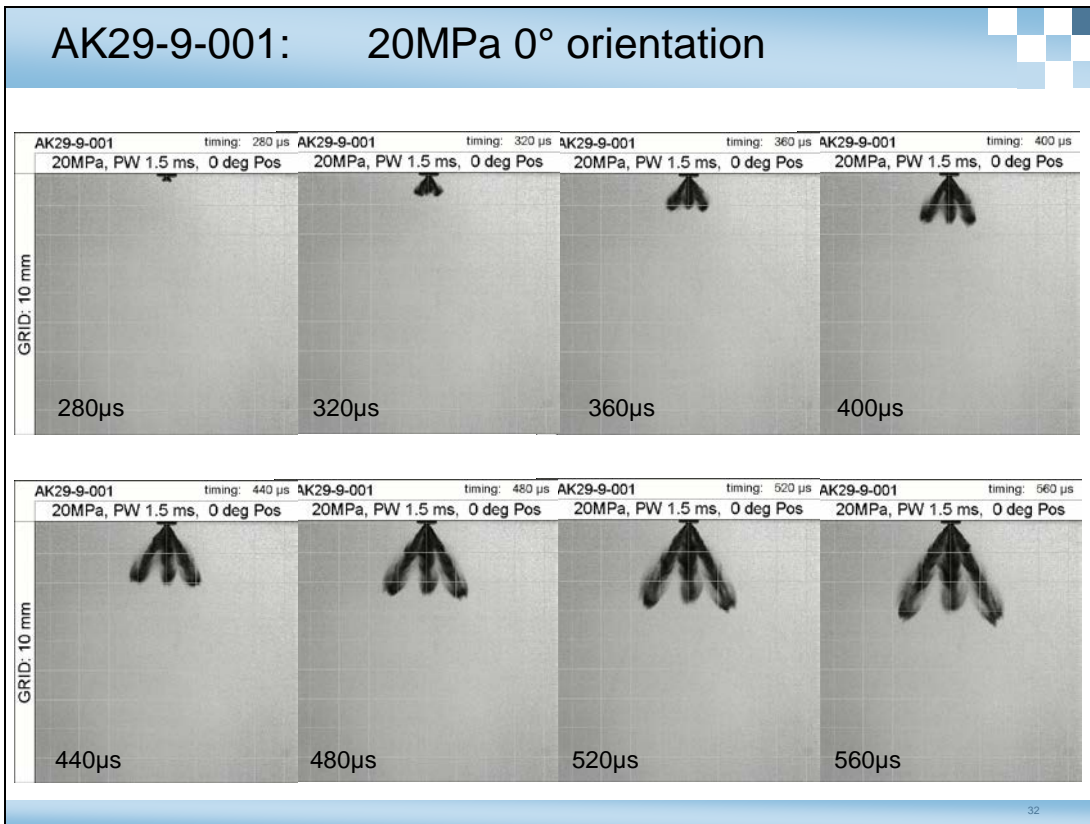 AK29-9-001: 20MPa 0° orientation
AK29-9-001 timing: 280 µs AK29-9-001 timing: 320 µs AK29-9-001 timing: 360 µs AK29-9-001 timing: 400 µs
20MPa, PW 1.5 ms, 0 deg Pos 20MPa, PW 1.5 ms, 0 deg Pos 20MPa, PW 1.5 ms, 0 deg Pos 20MPa, PW 1.5 ms, 0 deg Pos
GRID: 10 mm
280µs 320µs 360µs 400µs
AK29-9-001 timing: 440 µs AK29-9-001 timing: 480 µs AK29-9-001 timing: 520 µs AK29-9-001 timing: 560 µs
20MPa, PW 1.5 ms, 0 deg Pos 20MPa, PW 1.5 ms, 0 deg Pos 20MPa, PW 1.5 ms, 0 deg Pos 20MPa, PW 1.5 ms, 0 deg Pos
GRID: 10 mm
440µs 480µs 520µs 560µs
32